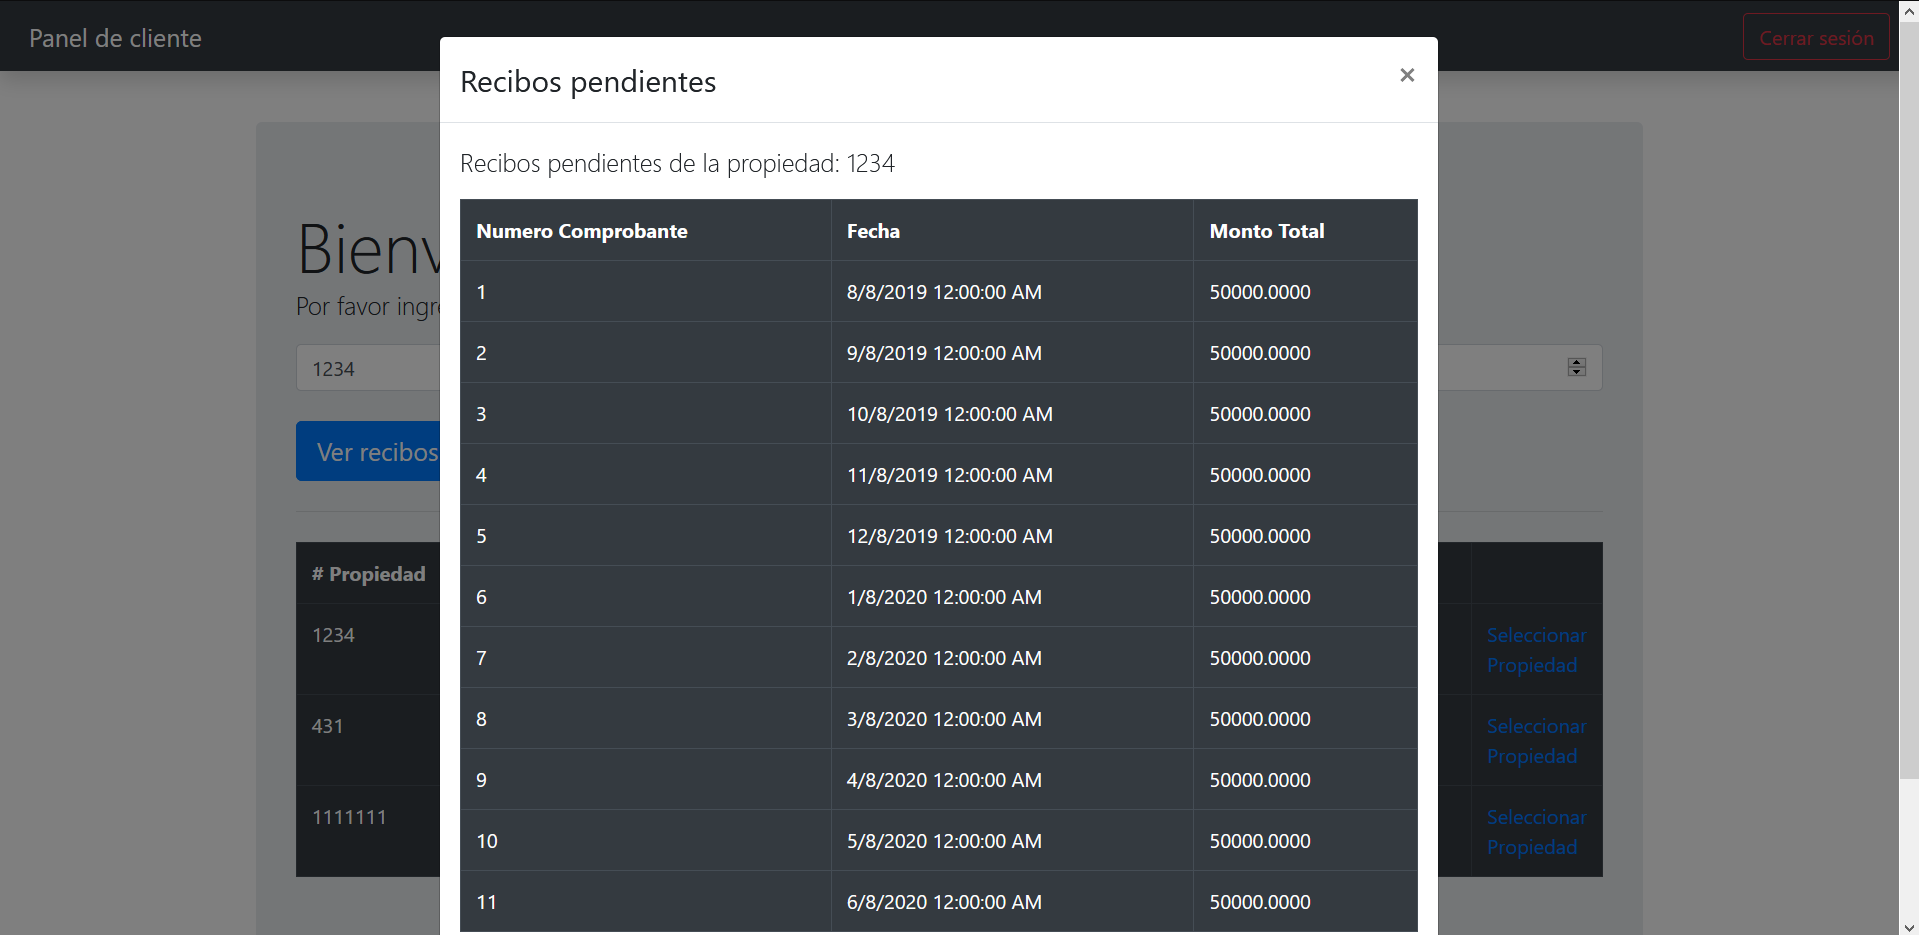 Panel de cliente
Cerrar sesión
Recibos pendientes
×
Recibos pendientes de la propiedad: 1234
Numero Comprobante Fecha Monto Total
1 8/8/2019 12:00:00 AM 50000.0000
2 9/8/2019 12:00:00 AM 50000.0000
3 10/8/2019 12:00:00 AM 50000.0000
4 11/8/2019 12:00:00 AM 50000.0000
5 12/8/2019 12:00:00 AM 50000.0000
6 1/8/2020 12:00:00 AM 50000.0000
7 2/8/2020 12:00:00 AM 50000.0000
8 3/8/2020 12:00:00 AM 50000.0000
9 4/8/2020 12:00:00 AM 50000.0000
10 5/8/2020 12:00:00 AM 50000.0000
11 6/8/2020 12:00:00 AM 50000.0000
Por favor
1234
Ver recibos
# Propiedad
1234
Seleccionar
Propiedad
431
Seleccionar
Propiedad
1111111
Seleccionar
Propiedad